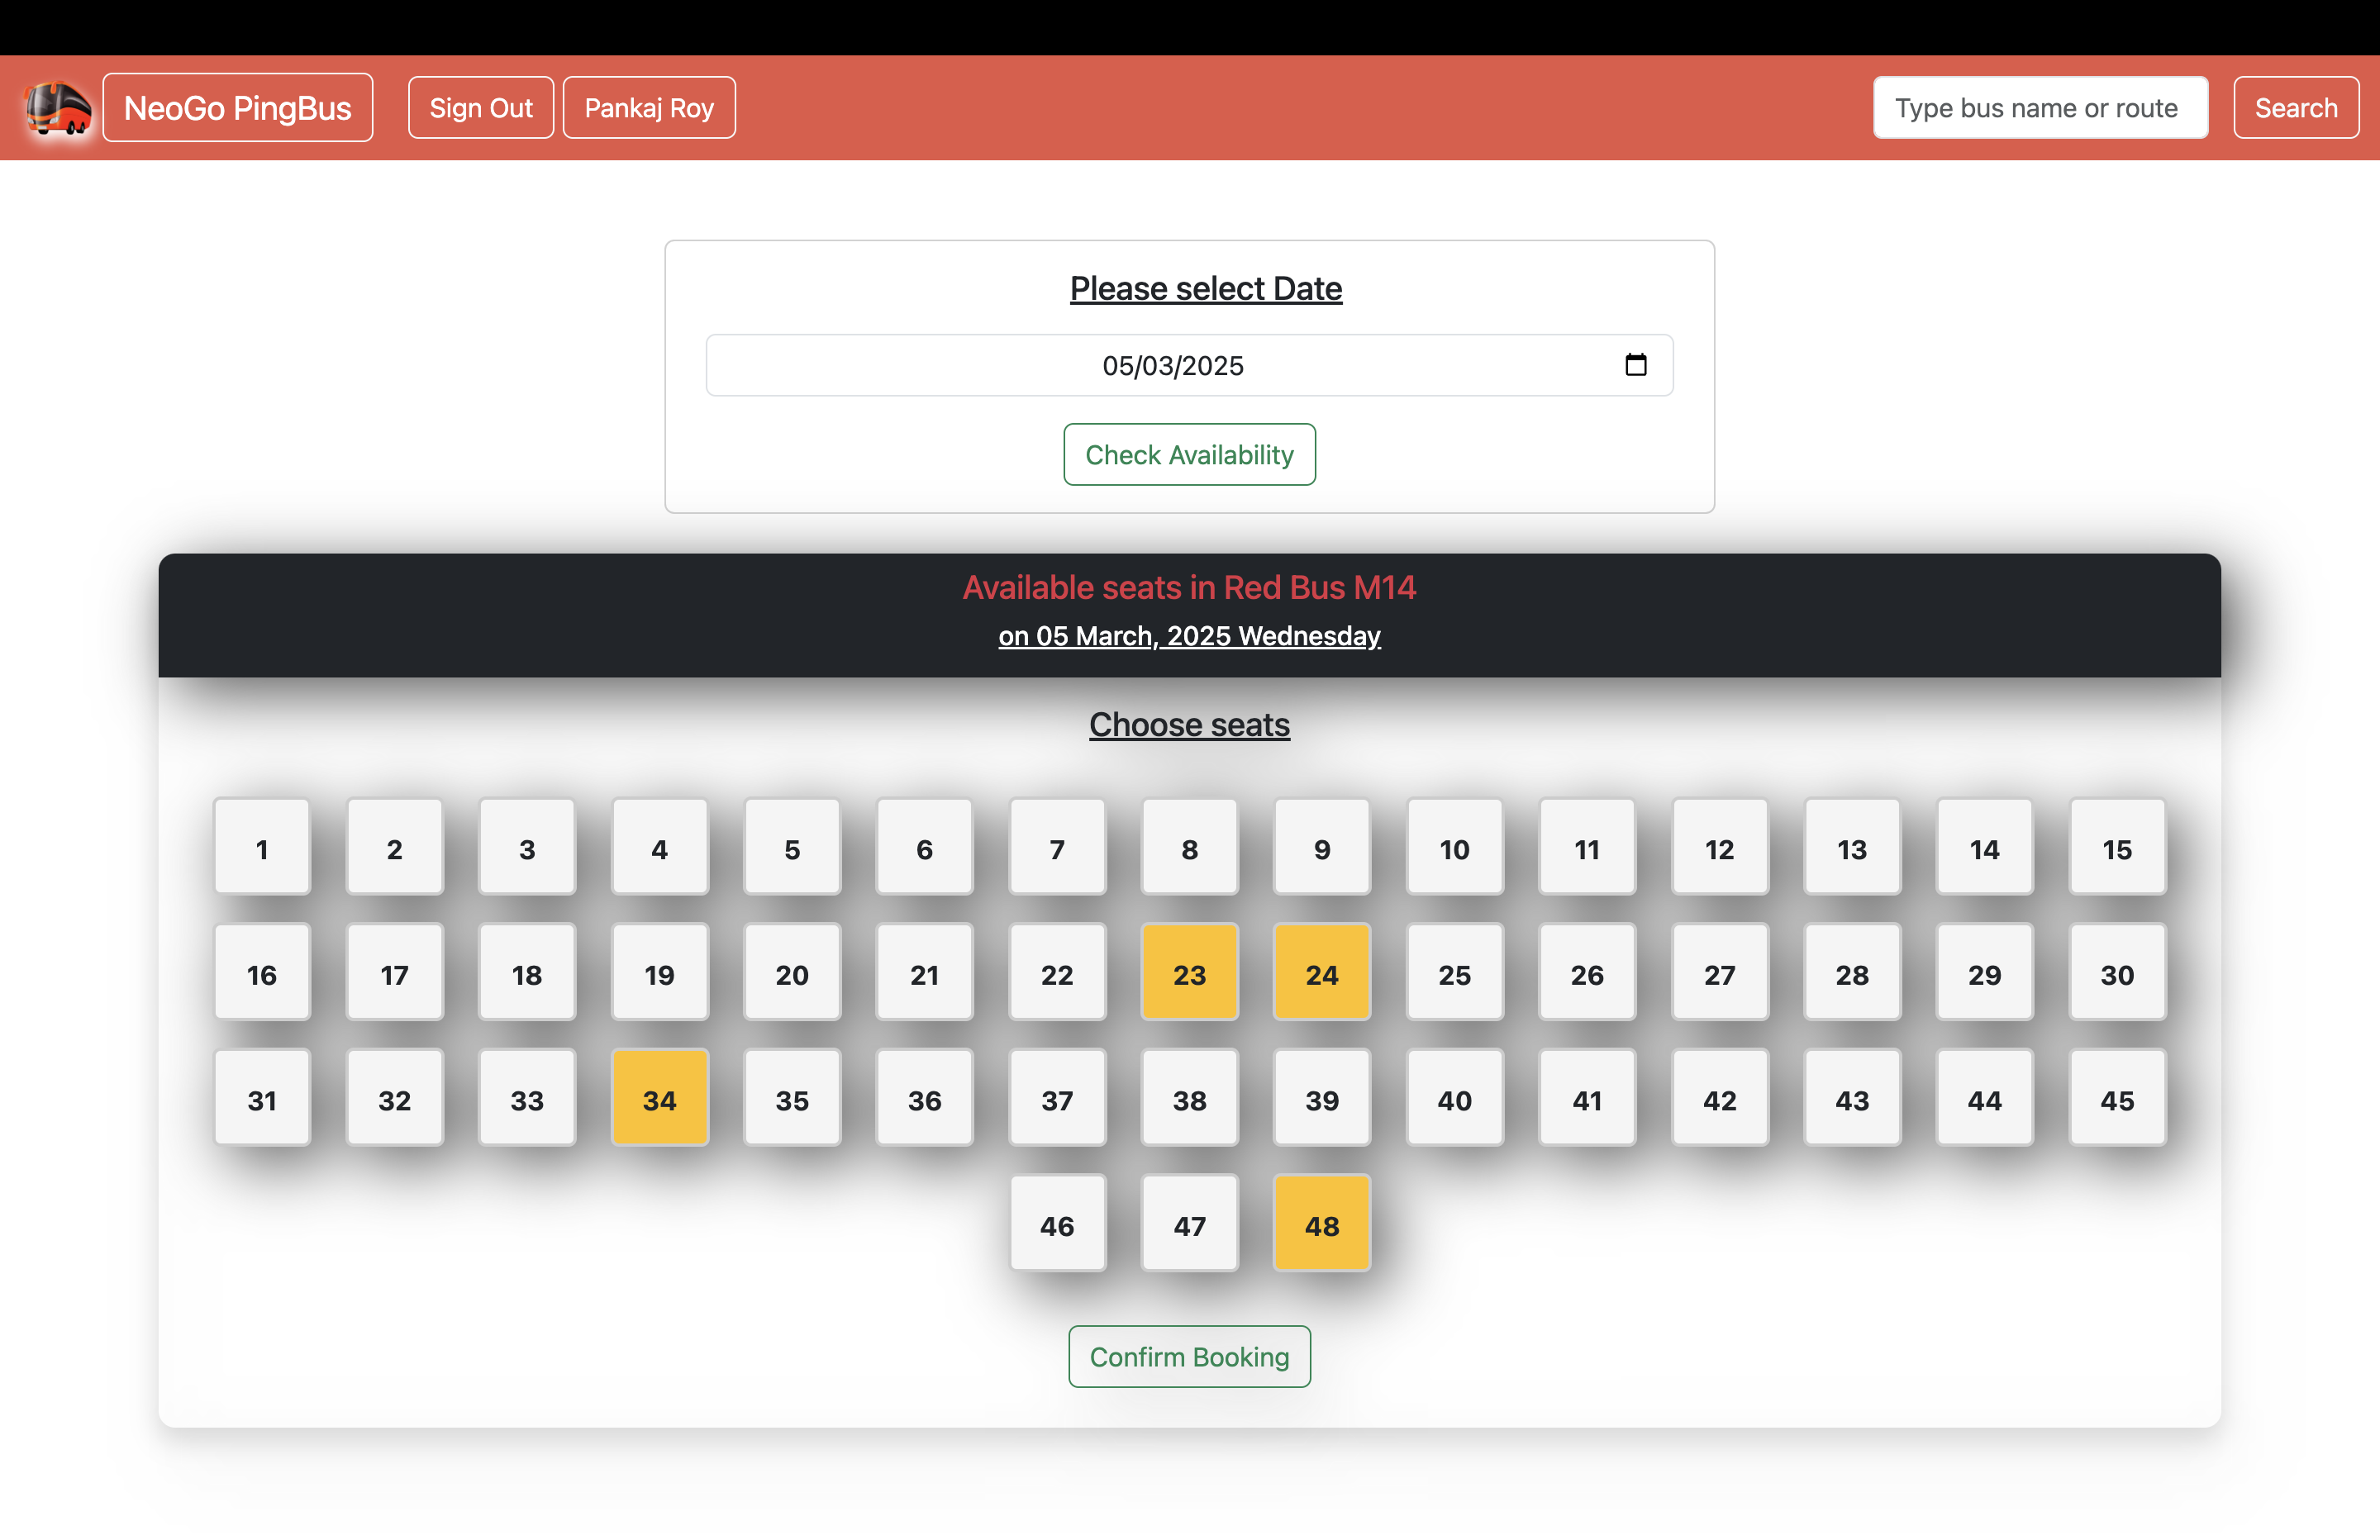 NeoGo PingBus Sign Out Pankaj Roy Type bus name or route Search
Please select Date
05/03/2025
Check Availability
Available seats in Red Bus M14
on 05 March, 2025 Wednesday
Choose seats
1 2 3 4 5 6 7 8 9 10 11 12 13 14 15
16 17 18 19 20 21 22 23 24 25 26 27 28 29 30
31 32 33 34 35 36 37 38 39 40 41 42 43 44 45
46 47 48
Confirm Booking